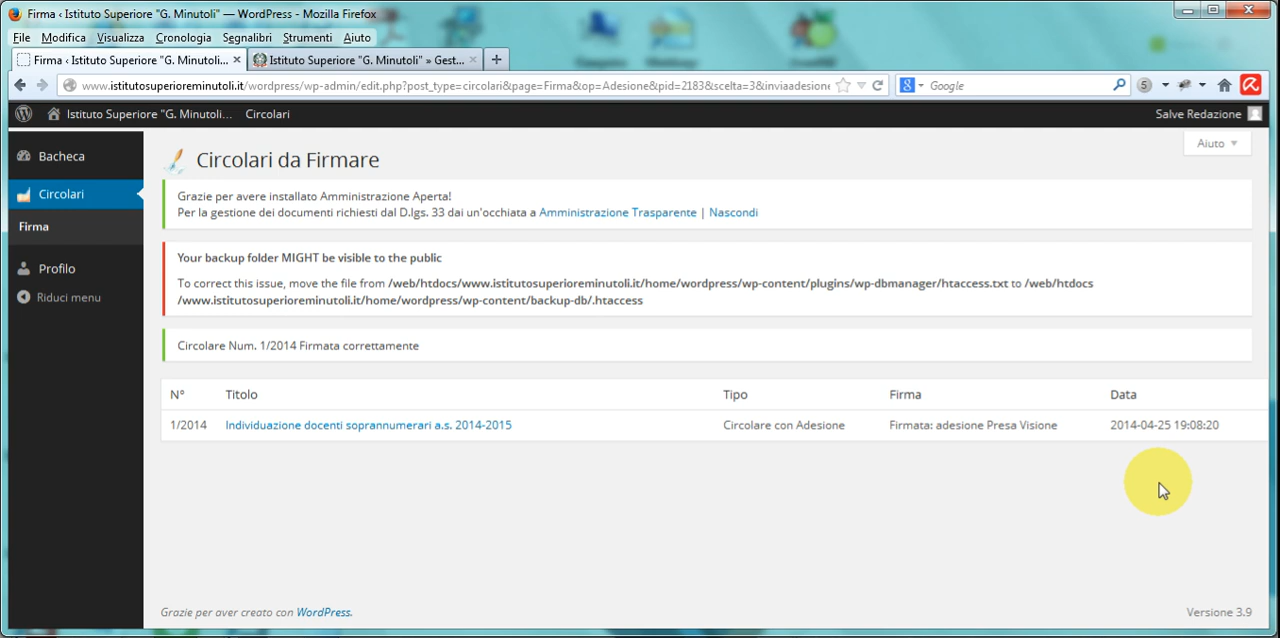 Firma ‹ Istituto Superiore "G. Minutoli" — WordPress - Mozilla Firefox
File Modifica Visualizza Cronologia Segnalibri Strumenti Aiuto
Firma ‹ Istituto Superiore "G. Minutoli... × Istituto Superiore "G. Minutoli" » Gest... × +
www.istitutosuperioreminutoli.it/wordpress/wp-admin/edit.php?post_type=circolari&page=Firma&op=Adesione&pid=2183&scelta=3&inviaadesione
8 Google
5
Istituto Superiore "G. Minutoli... Circolari Salve Redazione
Aiuto
Bacheca
Circolari
Firma
Profilo
Riduci menu
Circolari da Firmare
Grazie per avere installato Amministrazione Aperta!
Per la gestione dei documenti richiesti dal D.lgs. 33 dai un'occhiata a Amministrazione Trasparente | Nascondi
Your backup folder MIGHT be visible to the public
To correct this issue, move the file from /web/htdocs/www.istitutosuperioreminutoli.it/home/wordpress/wp-content/plugins/wp-dbmanager/htaccess.txt to /web/htdocs
/www.istitutosuperioreminutoli.it/home/wordpress/wp-content/backup-db/.htaccess
Circolare Num. 1/2014 Firmata correttamente
N° Titolo Tipo Firma Data
1/2014 Individuazione docenti soprannumerari a.s. 2014-2015 Circolare con Adesione Firmata: adesione Presa Visione 2014-04-25 19:08:20
Grazie per aver creato con WordPress. Versione 3.9